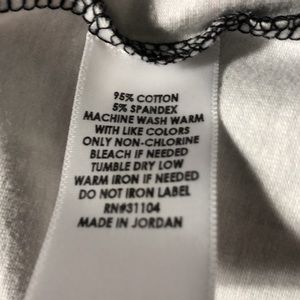 95% COTTON
5% SPANDEX
MACHINE WASH WARM
WITH LIKE COLORS
ONLY NON-CHLORINE
BLEACH IF NEEDED
TUMBLE DRY LOW
WARM IRON IF NEEDED
DO NOT IRON LABEL
RN#31104
MADE IN JORDAN